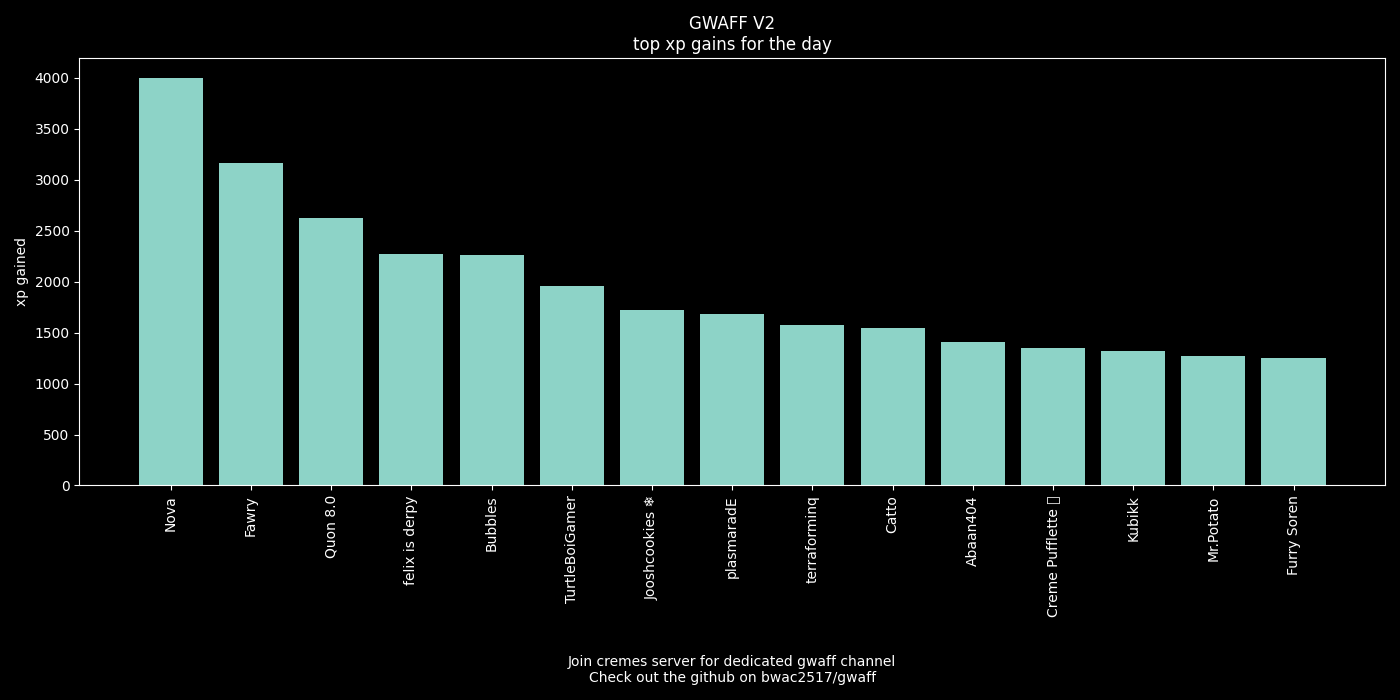 GWAFF V2
top xp gains for the day
xp gained
4000
3500
3000
2500
2000
1500
1000
500
0
Nova
Fawry
Quon 8.0
felix is derpy
Bubbles
TurtleBoiGamer
Jooshcookies ❄
plasmaradE
terraforminq
Catto
Abaan404
Creme Pufflette
Kubikk
Mr.Potato
Furry Soren
Join cremes server for dedicated gwaff channel
Check out the github on bwac2517/gwaff